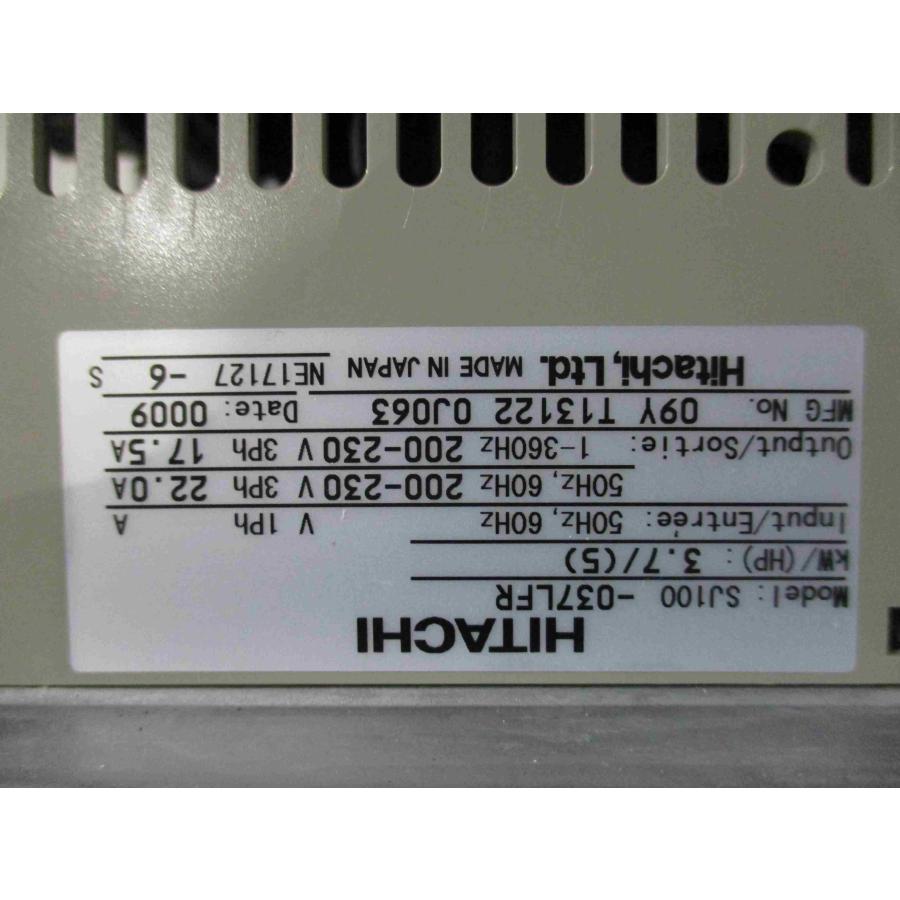 HITACHI
Model: SJ100 -037LFR
kW/(HP): 3.7/(5)
Input/Entrée: 50Hz, 60Hz V 1Ph A
50Hz, 60Hz 200-230 V 3Ph 22.0A
Output/Sortie: 1-360Hz 200-230 V 3Ph 17.5A
MFG No. 09Y T13122 0J063 Date: 0009
Hitachi, Ltd. MADE IN JAPAN NE17127 -6 S